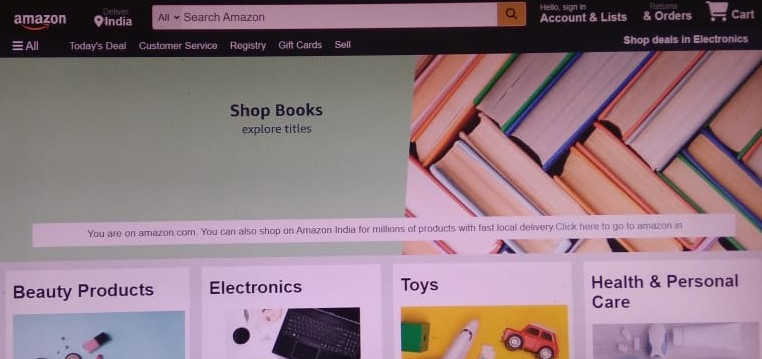 amazon
Deliver
India
All
Search Amazon
Hello, sign in
Account & Lists
Returns
& Orders
Cart
All
Today's Deal
Customer Service
Registry
Gift Cards
Sell
Shop deals in Electronics
Shop Books
explore titles
You are on amazon.com. You can also shop on Amazon India for millions of products with fast local delivery.Click here to go to amazon.in
Beauty Products
Electronics
Toys
Health & Personal
Care